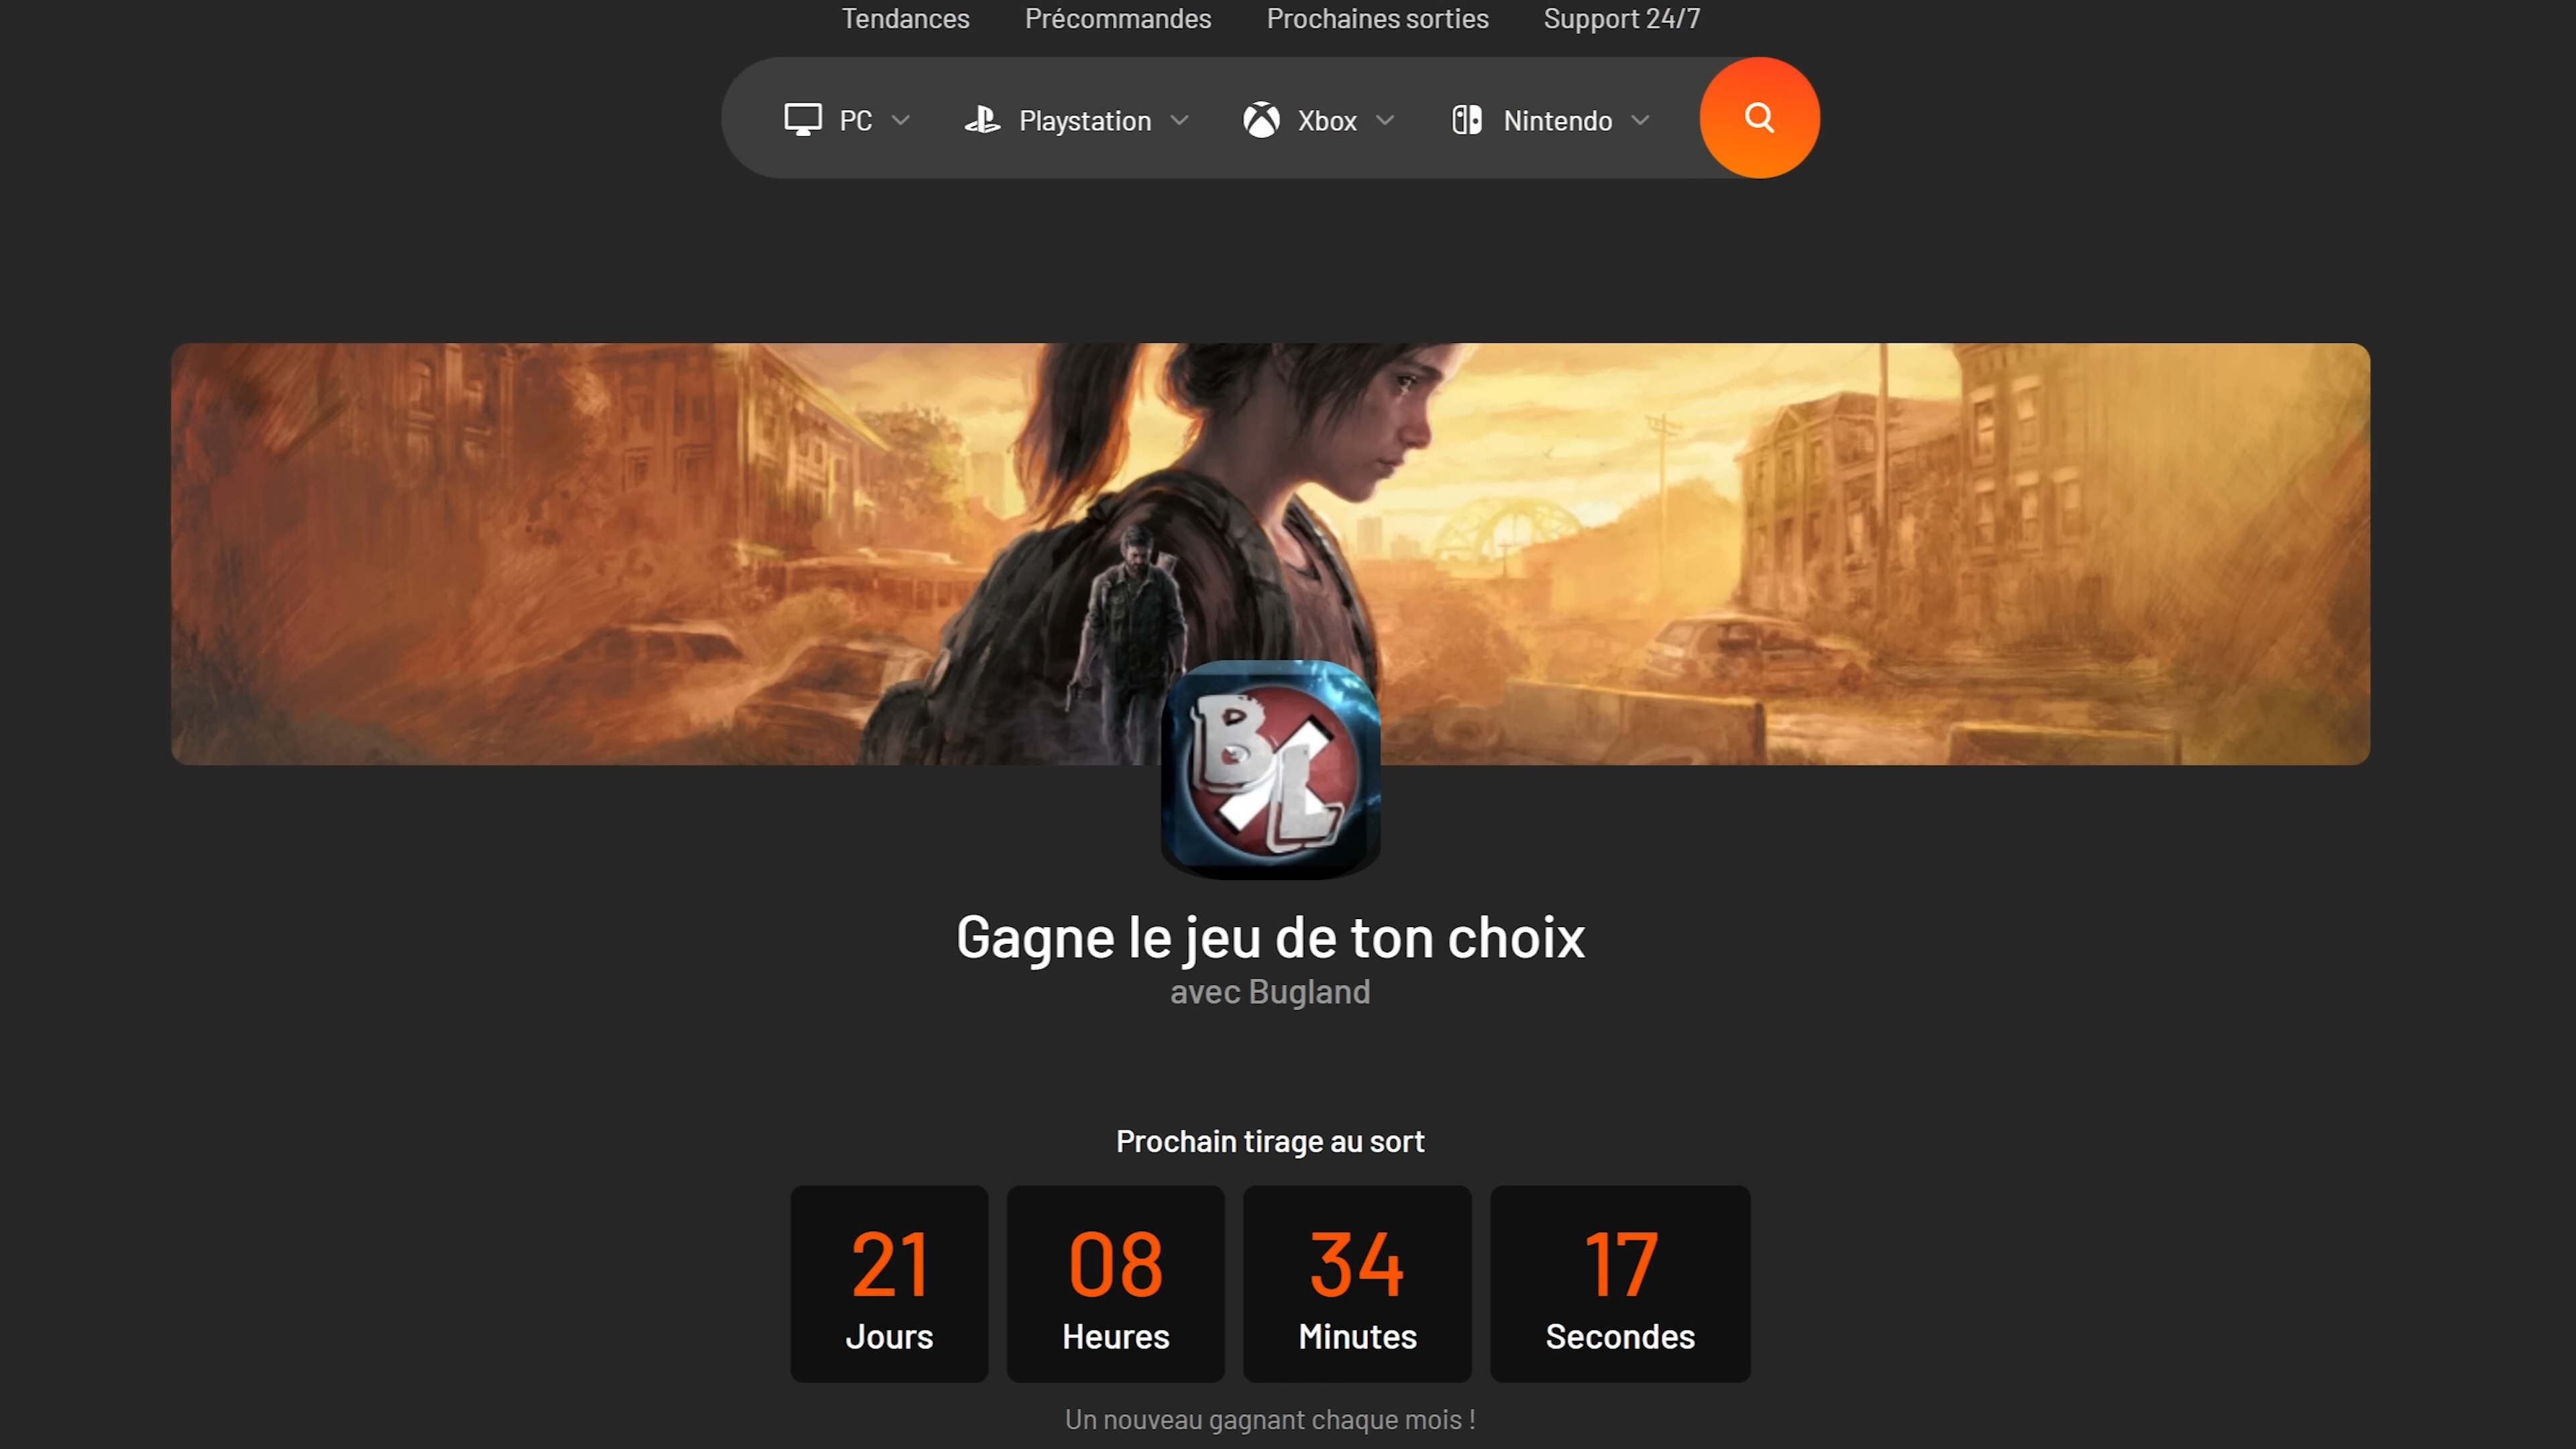 Tendances Précommandes Prochaines sorties Support 24/7
PC Playstation Xbox Nintendo
BL
Gagne le jeu de ton choix
avec Bugland
Prochain tirage au sort
21 08 34 17
Jours Heures Minutes Secondes
Un nouveau gagnant chaque mois !